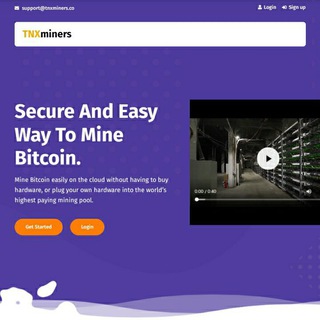 support@tnxminers.co
Login Sign up
TNXminers
Secure And Easy
Way To Mine
Bitcoin.
Mine Bitcoin easily on the cloud without having to buy
hardware, or plug your own hardware into the world's
highest paying mining pool.
0:00 / 0:40
Get Started Login